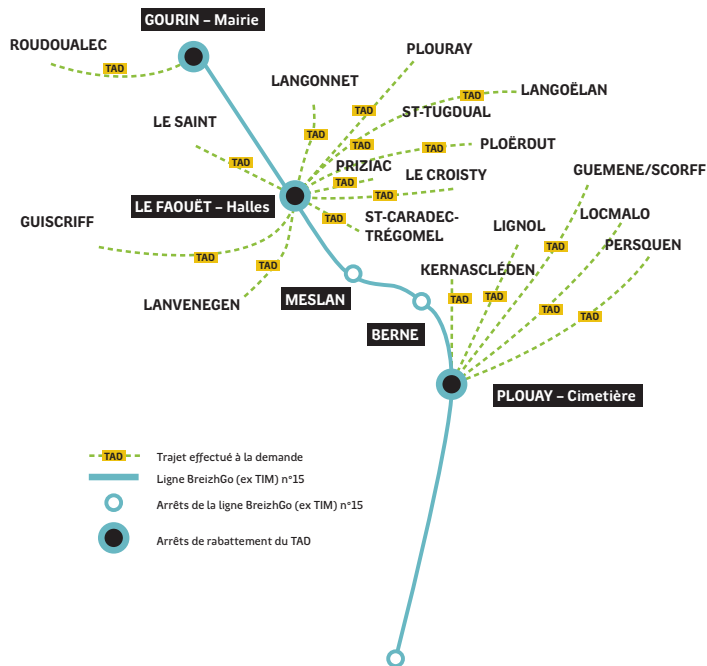 GOURIN – Mairie
ROUDOUALEC
TAD
PLOURAY
LANGONNET
TAD
LANGOËLAN
TAD
ST-TUGDUAL
LE SAINT
TAD
TAD
TAD
PLOËRDUT
TAD
PRIZIAC
TAD
LE CROISTY
TAD
GUEMENE/SCORFF
LE FAOUËT – Halles
ST-CARADEC-
TRÉGOMEL
TAD
LIGNOL
LOCMALO
GUISCRIFF
TAD
TAD
PERSQUEN
TAD
LANVENEGEN
MESLAN
KERNASCLÉDEN
TAD
TAD
TAD
TAD
BERNE
PLOUAY – Cimetière
TAD
Trajet effectué à la demande
Ligne BreizhGo (ex TIM) n°15
Arrêts de la ligne BreizhGo (ex TIM) n°15
Arrêts de rabattement du TAD